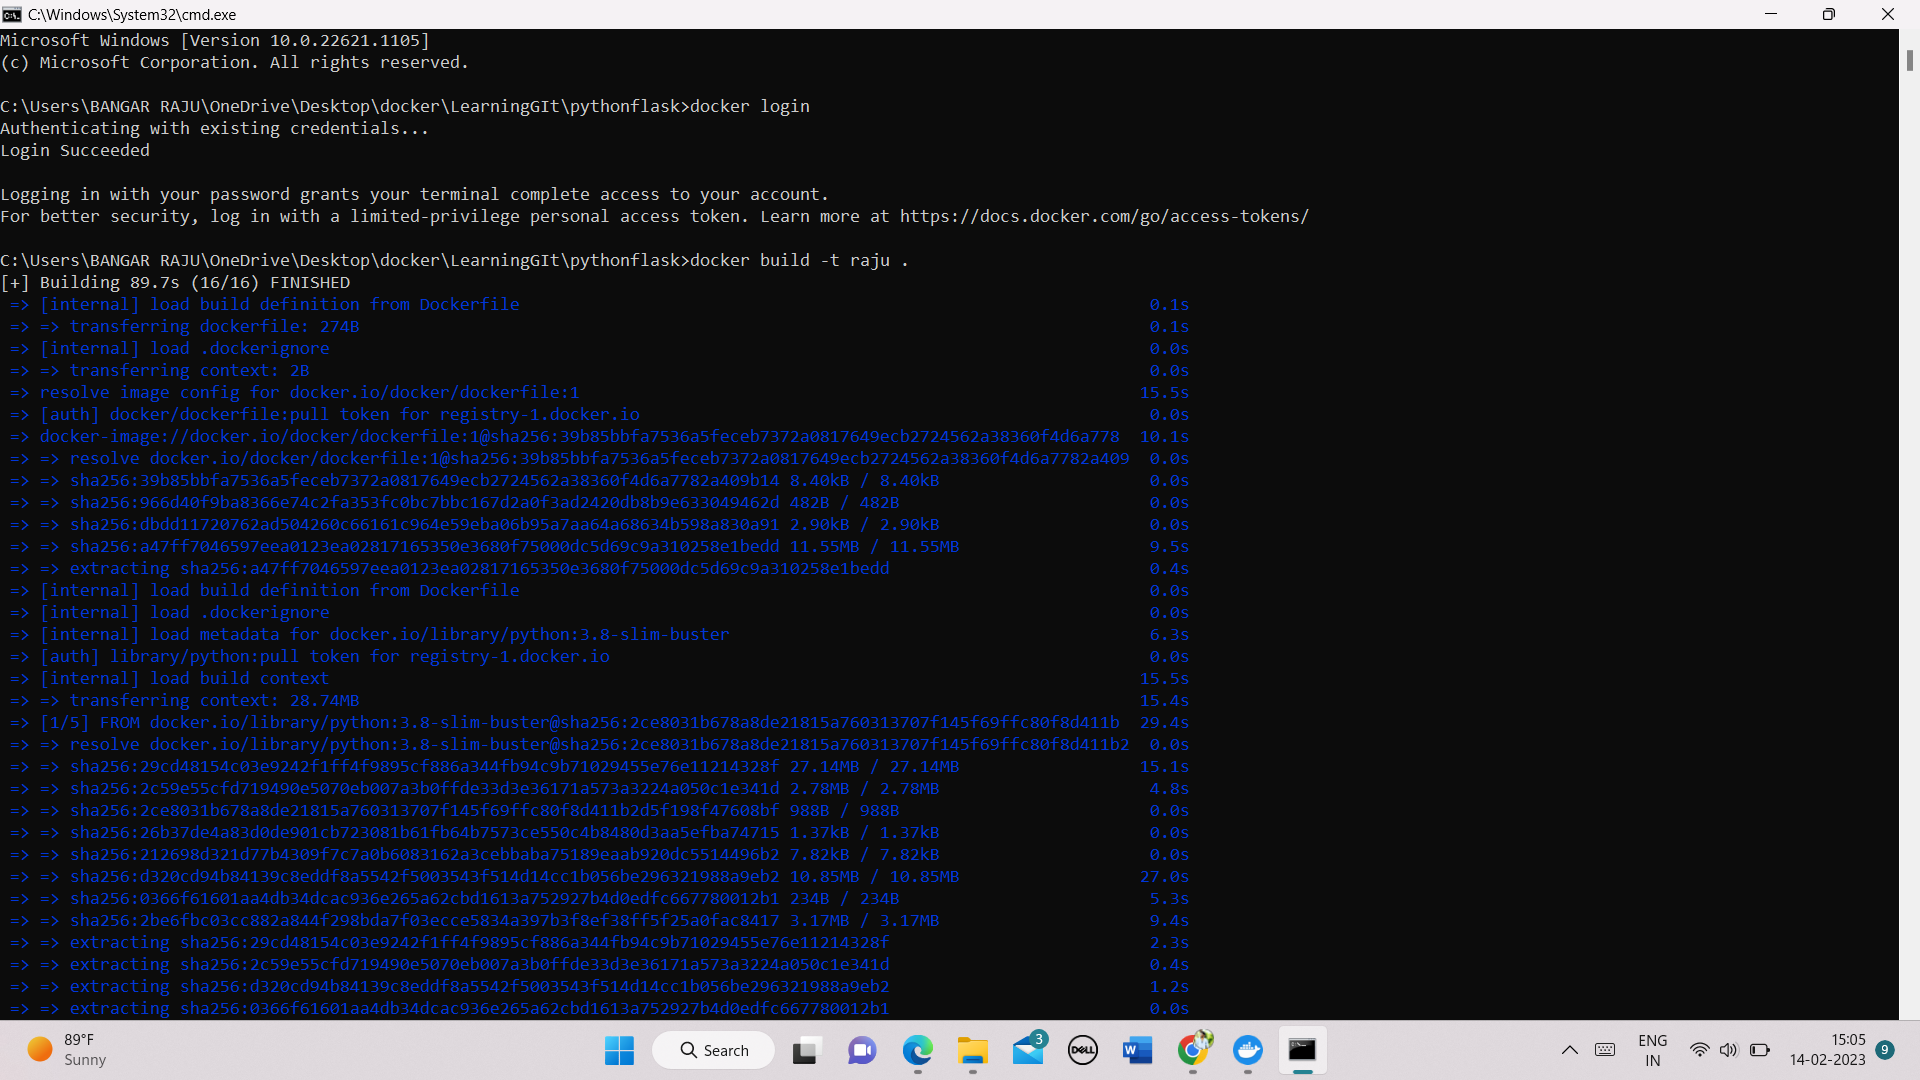 C:\Windows\System32\cmd.exe
Microsoft Windows [Version 10.0.22621.1105]
(c) Microsoft Corporation. All rights reserved.
C:\Users\BANGAR RAJU\OneDrive\Desktop\docker\LearningGIt\pythonflask>docker login
Authenticating with existing credentials...
Login Succeeded
Logging in with your password grants your terminal complete access to your account.
For better security, log in with a limited-privilege personal access token. Learn more at https://docs.docker.com/go/access-tokens/
C:\Users\BANGAR RAJU\OneDrive\Desktop\docker\LearningGIt\pythonflask>docker build -t raju .
[+] Building 89.7s (16/16) FINISHED
=> [internal] load build definition from Dockerfile 0.1s
=> => transferring dockerfile: 274B 0.1s
=> [internal] load .dockerignore 0.0s
=> => transferring context: 2B 0.0s
=> resolve image config for docker.io/docker/dockerfile:1 15.5s
=> [auth] docker/dockerfile:pull token for registry-1.docker.io 0.0s
=> docker-image://docker.io/docker/dockerfile:1@sha256:39b85bbfa7536a5feceb7372a0817649ecb2724562a38360f4d6a778 10.1s
=> => resolve docker.io/docker/dockerfile:1@sha256:39b85bbfa7536a5feceb7372a0817649ecb2724562a38360f4d6a7782a409 0.0s
=> => sha256:39b85bbfa7536a5feceb7372a0817649ecb2724562a38360f4d6a7782a409b14 8.40kB / 8.40kB 0.0s
=> => sha256:966d40f9ba8366e74c2fa353fc0bc7bbc167d2a0f3ad2420db8b9e633049462d 482B / 482B 0.0s
=> => sha256:dbdd11720762ad504260c66161c964e59eba06b95a7aa64a68634b598a830a91 2.90kB / 2.90kB 0.0s
=> => sha256:a47ff7046597eea0123ea02817165350e3680f75000dc5d69c9a310258e1bedd 11.55MB / 11.55MB 9.5s
=> => extracting sha256:a47ff7046597eea0123ea02817165350e3680f75000dc5d69c9a310258e1bedd 0.4s
=> [internal] load build definition from Dockerfile 0.0s
=> [internal] load .dockerignore 0.0s
=> [internal] load metadata for docker.io/library/python:3.8-slim-buster 6.3s
=> [auth] library/python:pull token for registry-1.docker.io 0.0s
=> [internal] load build context 15.5s
=> => transferring context: 28.74MB 15.4s
=> [1/5] FROM docker.io/library/python:3.8-slim-buster@sha256:2ce8031b678a8de21815a760313707f145f69ffc80f8d411b 29.4s
=> => resolve docker.io/library/python:3.8-slim-buster@sha256:2ce8031b678a8de21815a760313707f145f69ffc80f8d411b2 0.0s
=> => sha256:29cd48154c03e9242f1ff4f9895cf886a344fb94c9b71029455e76e11214328f 27.14MB / 27.14MB 15.1s
=> => sha256:2c59e55cfd719490e5070eb007a3b0ffde33d3e36171a573a3224a050c1e341d 2.78MB / 2.78MB 4.8s
=> => sha256:2ce8031b678a8de21815a760313707f145f69ffc80f8d411b2d5f198f47608bf 988B / 988B 0.0s
=> => sha256:26b37de4a83d0de901cb723081b61fb64b7573ce550c4b8480d3aa5efba74715 1.37kB / 1.37kB 0.0s
=> => sha256:212698d321d77b4309f7c7a0b6083162a3cebbaba75189eaab920dc5514496b2 7.82kB / 7.82kB 0.0s
=> => sha256:d320cd94b84139c8eddf8a5542f5003543f514d14cc1b056be296321988a9eb2 10.85MB / 10.85MB 27.0s
=> => sha256:0366f61601aa4db34dcac936e265a62cbd1613a752927b4d0edfc667780012b1 234B / 234B 5.3s
=> => sha256:2be6fbc03cc882a844f298bda7f03ecce5834a397b3f8ef38ff5f25a0fac8417 3.17MB / 3.17MB 9.4s
=> => extracting sha256:29cd48154c03e9242f1ff4f9895cf886a344fb94c9b71029455e76e11214328f 2.3s
=> => extracting sha256:2c59e55cfd719490e5070eb007a3b0ffde33d3e36171a573a3224a050c1e341d 0.4s
=> => extracting sha256:d320cd94b84139c8eddf8a5542f5003543f514d14cc1b056be296321988a9eb2 1.2s
=> => extracting sha256:0366f61601aa4db34dcac936e265a62cbd1613a752927b4d0edfc667780012b1 0.0s
89°F
Sunny
Search
3
DELL
W
ENG
IN
15:05
14-02-2023
9